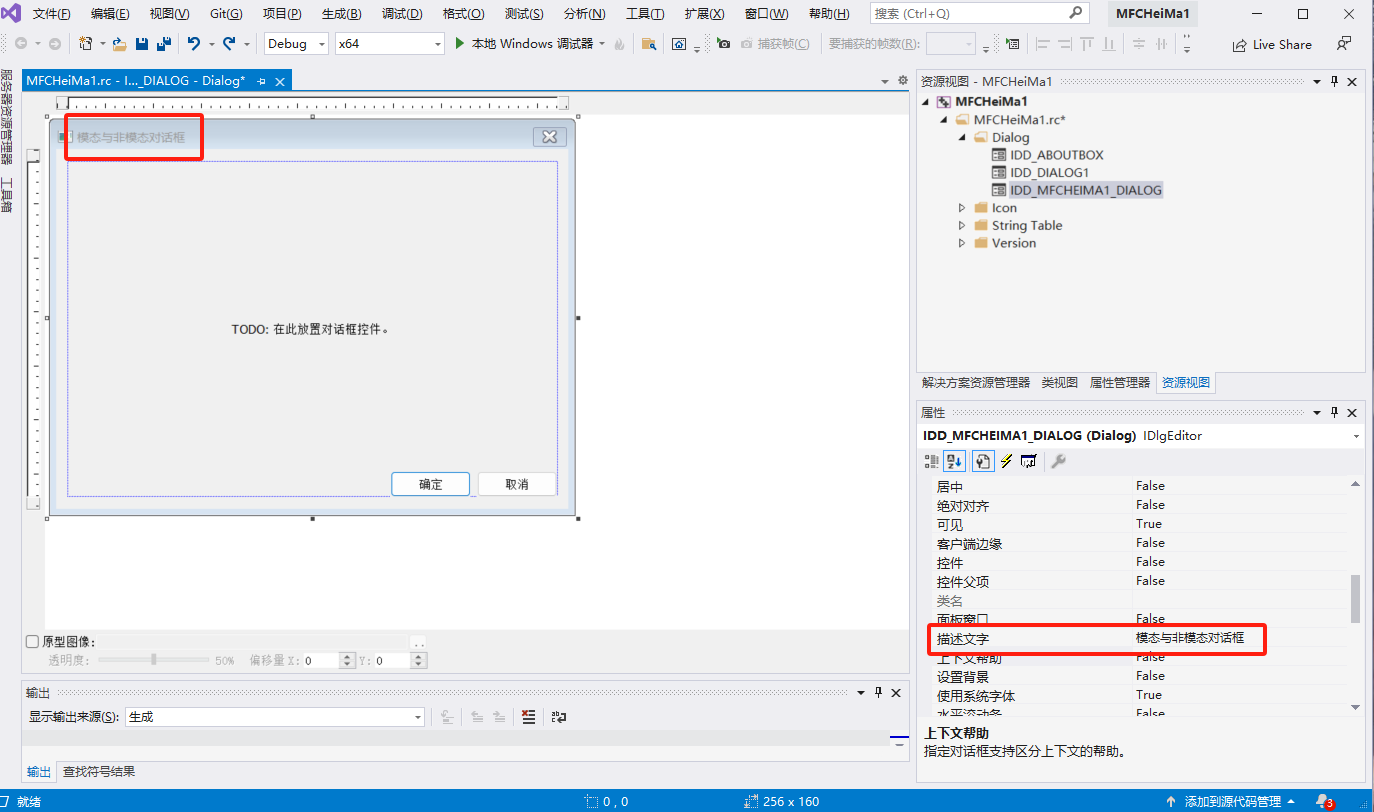 文件(F) 编辑(E) 视图(V) Git(G) 项目(P) 生成(B) 调试(D) 格式(O) 测试(S) 分析(N) 工具(T) 扩展(X) 窗口(W) 帮助(H) 搜索 (Ctrl+Q) MFCHeiMa1
Debug x64 本地 Windows 调试器 捕获帧(C) 要捕获的帧数(R): Live Share
服务器资源管理器
工具箱
MFCHeiMa1.rc - I..._DIALOG - Dialog*
模态与非模态对话框
TODO: 在此放置对话框控件。
确定 取消
原型图像: ..
透明度: 50% 偏移量 X: 0 Y: 0
输出
显示输出来源(S): 生成
输出 查找符号结果
资源视图 - MFCHeiMa1
MFCHeiMa1
MFCHeiMa1.rc*
Dialog
IDD_ABOUTBOX
IDD_DIALOG1
IDD_MFCHEIMA1_DIALOG
Icon
String Table
Version
解决方案资源管理器 类视图 属性管理器 资源视图
属性
IDD_MFCHEIMA1_DIALOG (Dialog) IDlgEditor
居中 False
绝对对齐 False
可见 True
客户端边缘 False
控件 False
控件父项 False
类名
面板窗口 False
描述文字 模态与非模态对话框
上下文帮助 False
设置背景 False
使用系统字体 True
水平滚动条 False
上下文帮助
指定对话框支持区分上下文的帮助。
就绪 0 , 0 256 x 160 添加到源代码管理 3